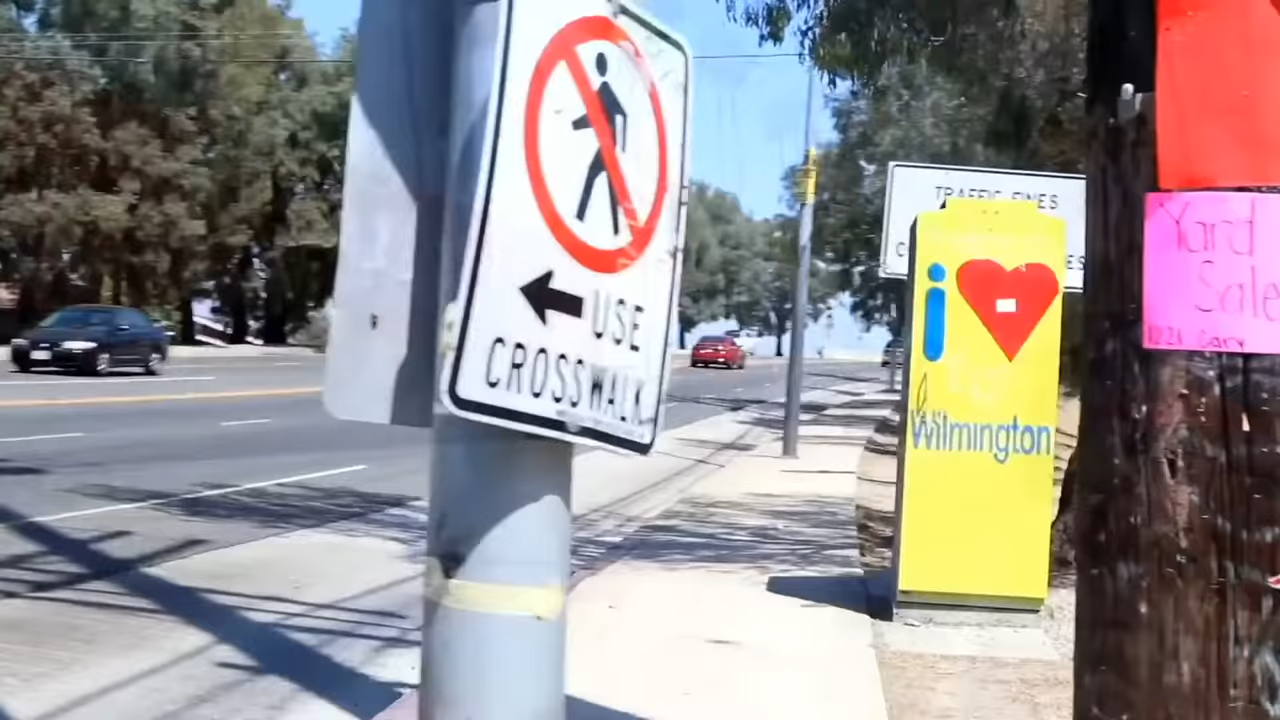 USE
CROSSWALK
TRAFFIC FINES
i
Wilmington
Yard
Sale